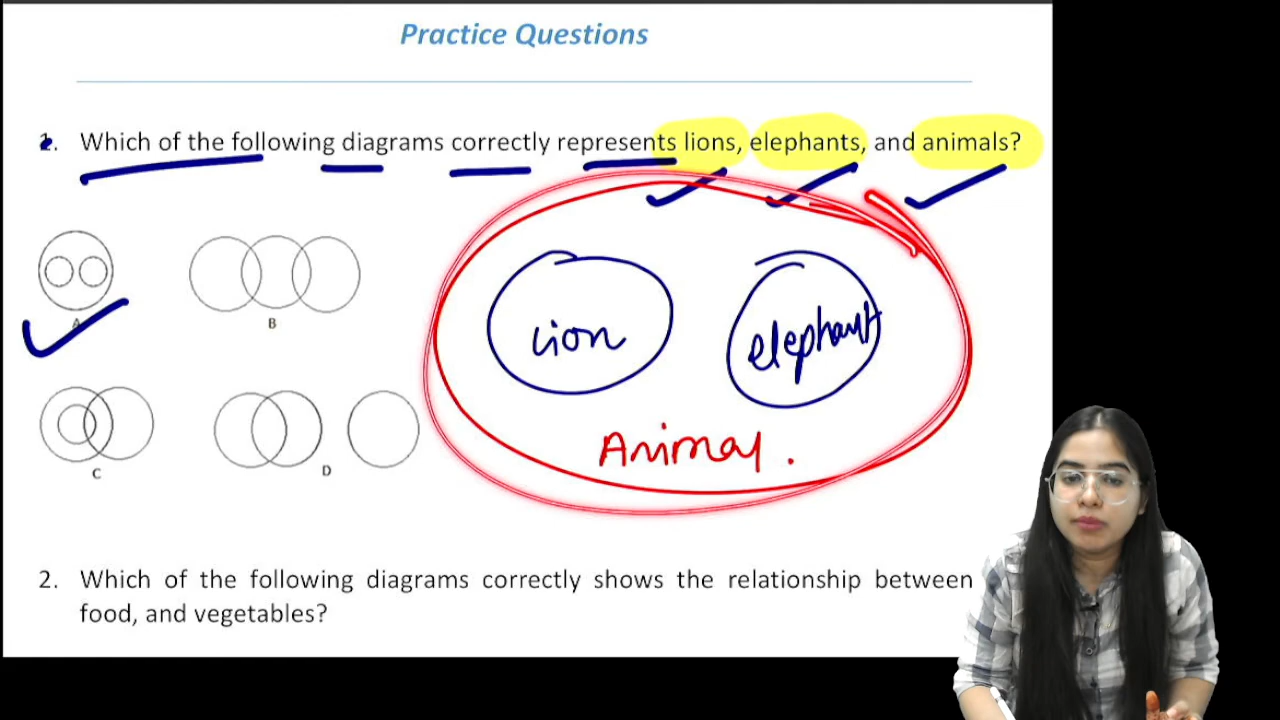 Practice Questions
1. Which of the following diagrams correctly represents lions, elephants, and animals?
A
B
lion
elephant
Animal.
C
D
2. Which of the following diagrams correctly shows the relationship between
food, and vegetables?